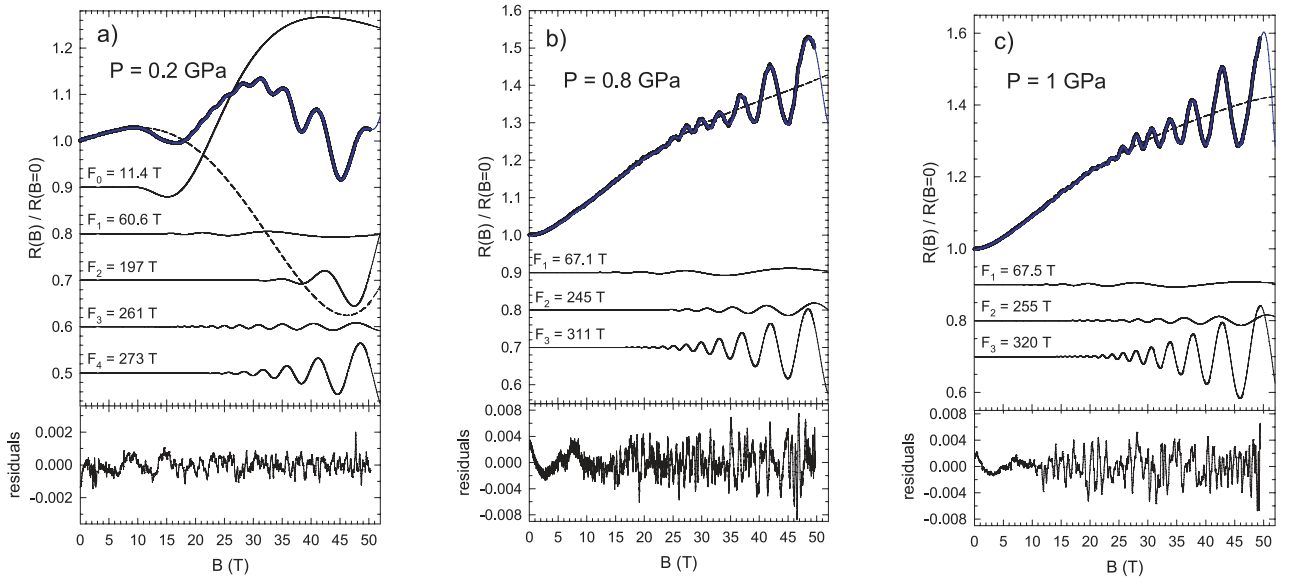 a)
P = 0.2 GPa
R(B) / R(B=0)
1.2
1.1
1.0
0.9
0.8
0.7
0.6
0.5
F0 = 11.4 T
F1 = 60.6 T
F2 = 197 T
F3 = 261 T
F4 = 273 T
residuals
0.002
0.000
-0.002
0 5 10 15 20 25 30 35 40 45 50
B (T)
b)
P = 0.8 GPa
R(B) / R(B=0)
1.6
1.5
1.4
1.3
1.2
1.1
1.0
0.9
0.8
0.7
0.6
F1 = 67.1 T
F2 = 245 T
F3 = 311 T
residuals
0.008
0.004
0.000
-0.004
-0.008
0 5 10 15 20 25 30 35 40 45 50
B (T)
c)
P = 1 GPa
R(B) / R(B=0)
1.6
1.4
1.2
1.0
0.8
0.6
F1 = 67.5 T
F2 = 255 T
F3 = 320 T
residuals
0.008
0.004
0.000
-0.004
-0.008
0 5 10 15 20 25 30 35 40 45 50
B (T)